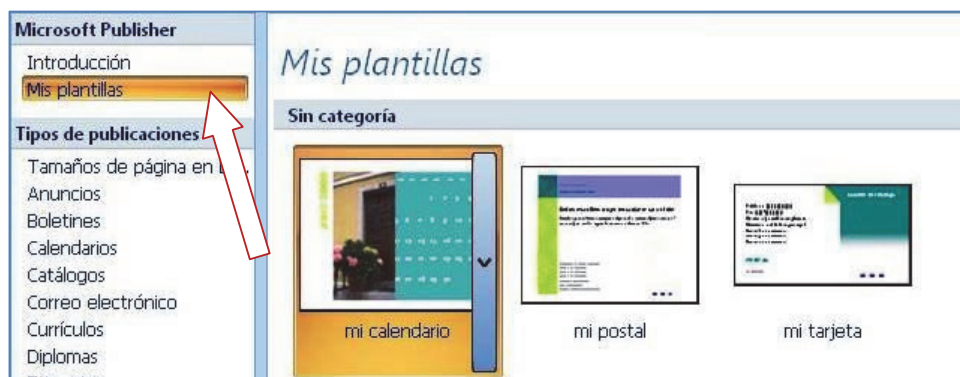 Microsoft Publisher
Introducción
Mis plantillas
Tipos de publicaciones
Tamaños de página en
Anuncios
Boletines
Calendarios
Catálogos
Correo electrónico
Currículos
Diplomas
Mis plantillas
Sin categoría
mi calendario
mi postal
mi tarjeta